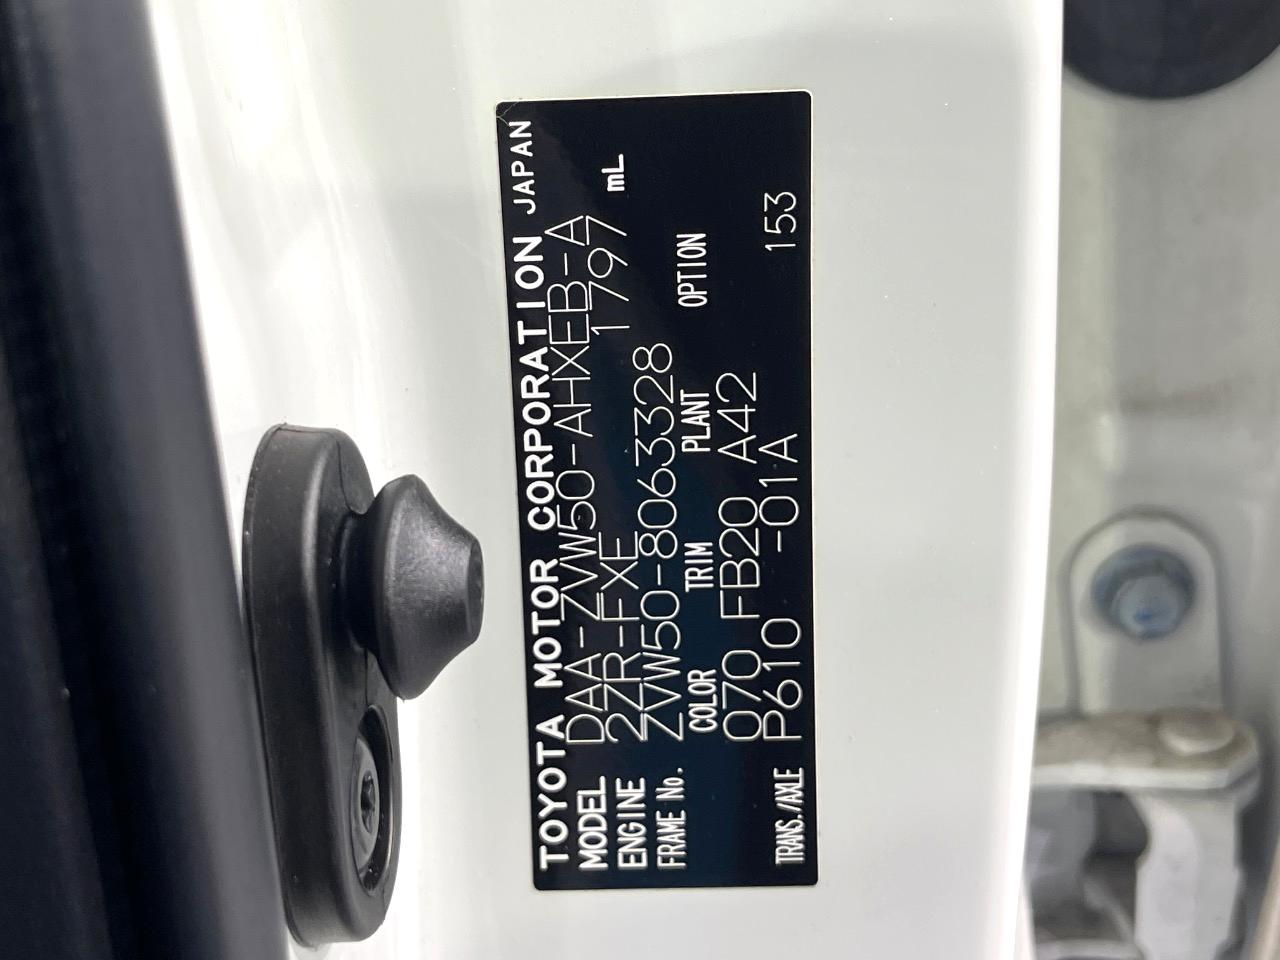 TOYOTA MOTOR CORPORATION JAPAN
MODEL DAA-ZVW50-AHXEB-A
ENGINE 2ZR-FXE 1797 mL
FRAME No. ZVW50-8063328
COLOR TRIM PLANT OPTION
070 FB20 A42
TRANS./AXLE P610 -01A 153